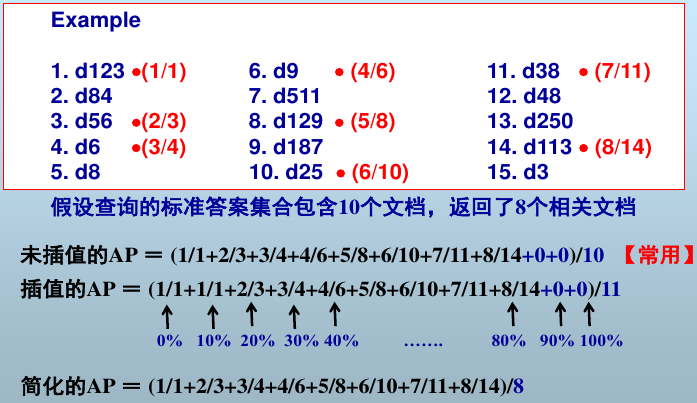 Example
1. d123 •(1/1) 6. d9 • (4/6) 11. d38 • (7/11)
2. d84 7. d511 12. d48
3. d56 •(2/3) 8. d129 • (5/8) 13. d250
4. d6 •(3/4) 9. d187 14. d113 • (8/14)
5. d8 10. d25 • (6/10) 15. d3
假设查询的标准答案集合包含10个文档，返回了8个相关文档
未插值的AP ＝ (1/1+2/3+3/4+4/6+5/8+6/10+7/11+8/14+0+0)/10 【常用】
插值的AP ＝ (1/1+1/1+2/3+3/4+4/6+5/8+6/10+7/11+8/14+0+0)/11
0% 10% 20% 30% 40% ……. 80% 90% 100%
简化的AP ＝ (1/1+2/3+3/4+4/6+5/8+6/10+7/11+8/14)/8